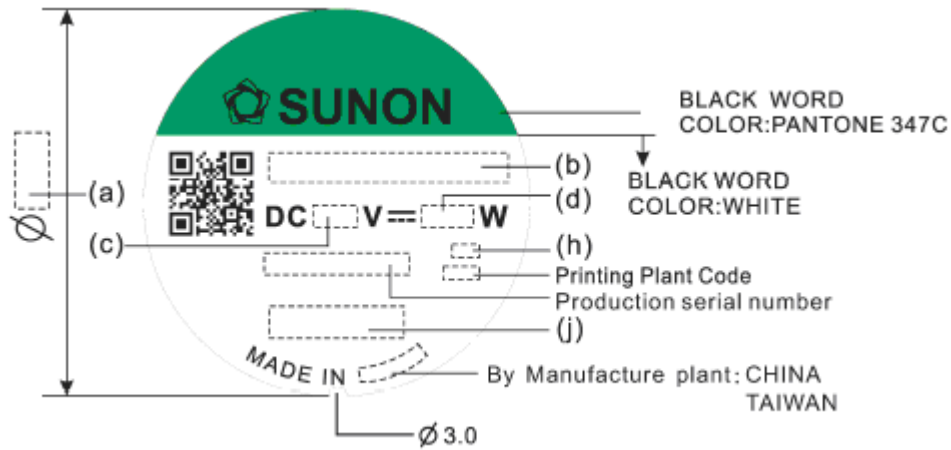 SUNON
BLACK WORD
COLOR:PANTONE 347C
(a)
(b)
BLACK WORD
COLOR:WHITE
DC V⎓ W
(d)
(c)
(h)
Printing Plant Code
Production serial number
(j)
MADE IN
By Manufacture plant: CHINA
TAIWAN
Ø
Ø 3.0